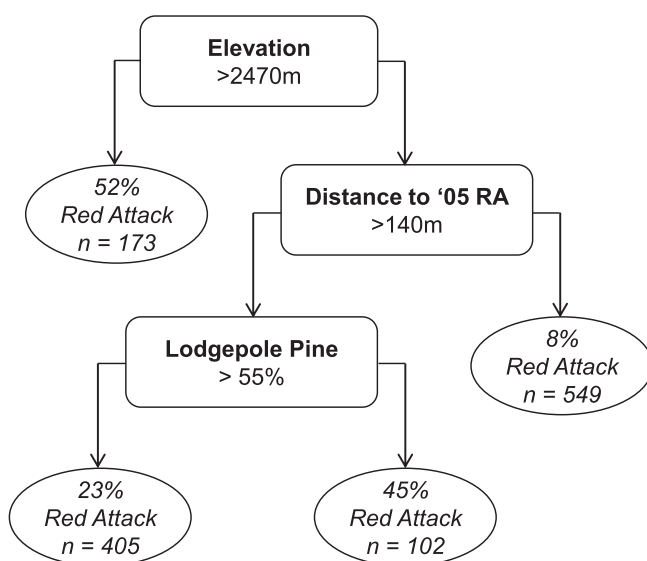 Elevation
>2470m
52%
Red Attack
n = 173
Distance to ‘05 RA
>140m
Lodgepole Pine
> 55%
8%
Red Attack
n = 549
23%
Red Attack
n = 405
45%
Red Attack
n = 102